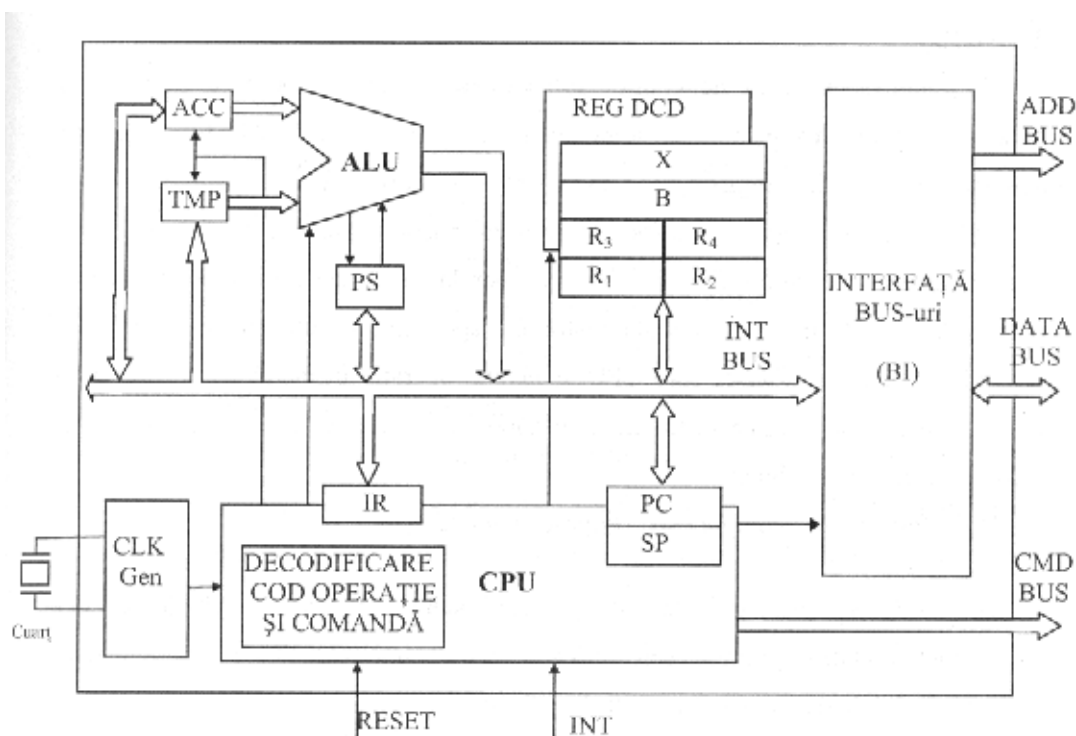 ACC
ALU
TMP
PS
REG DCD
X
B
R3
R4
R1
R2
INTERFAȚĂ
BUS-uri
(BI)
ADD
BUS
DATA
BUS
CMD
BUS
INT
BUS
IR
PC
SP
CLK
Gen
Cuarț
DECODIFICARE
COD OPERAȚIE
ȘI COMANDĂ
CPU
RESET
INT